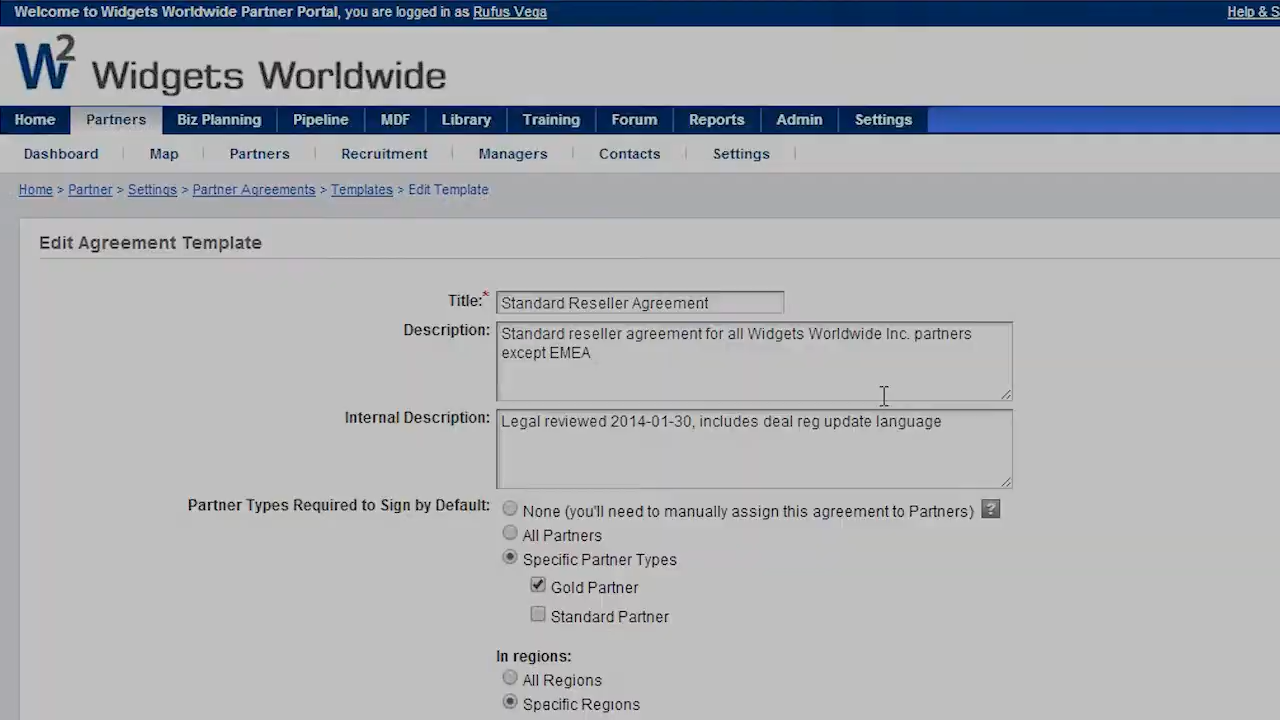 Welcome to Widgets Worldwide Partner Portal, you are logged in as Rufus Vega
Help & S
W2 Widgets Worldwide
Home Partners Biz Planning Pipeline MDF Library Training Forum Reports Admin Settings
Dashboard Map Partners Recruitment Managers Contacts Settings
Home > Partner > Settings > Partner Agreements > Templates > Edit Template
Edit Agreement Template
Title:* Standard Reseller Agreement
Description: Standard reseller agreement for all Widgets Worldwide Inc. partners
except EMEA
Internal Description: Legal reviewed 2014-01-30, includes deal reg update language
Partner Types Required to Sign by Default: None (you'll need to manually assign this agreement to Partners) ?
All Partners
Specific Partner Types
Gold Partner
Standard Partner
In regions:
All Regions
Specific Regions